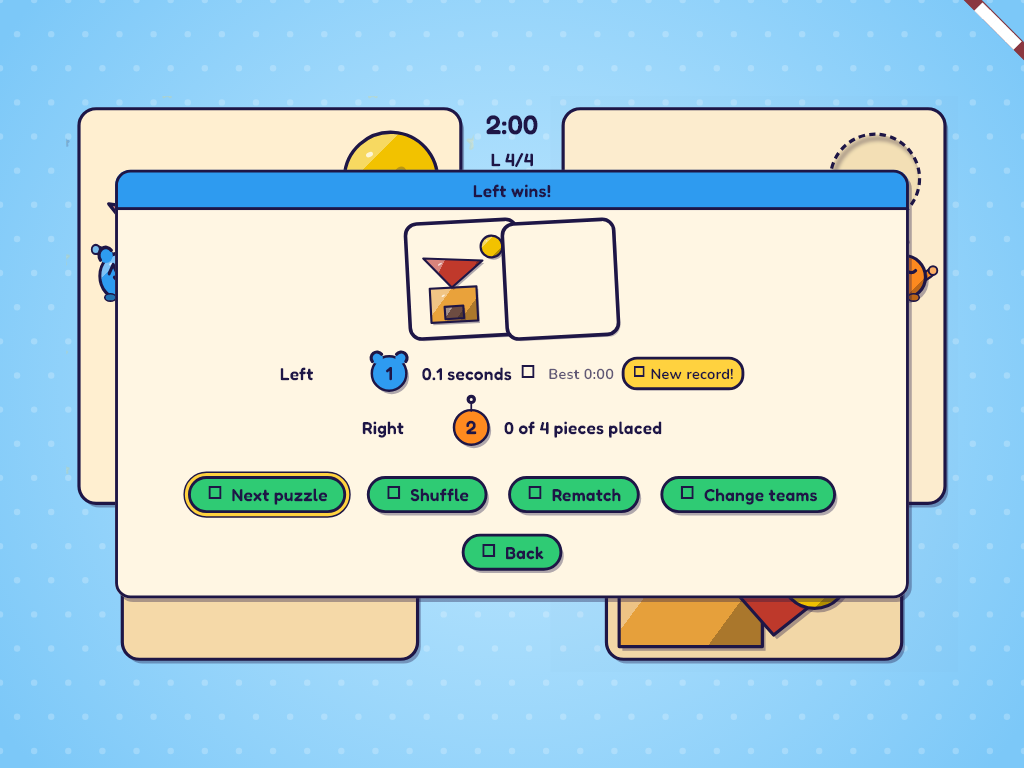 2:00
L 4/4
Left wins!
Left 1 0.1 seconds Best 0:00 New record!
Right 2 0 of 4 pieces placed
Next puzzle Shuffle Rematch Change teams
Back